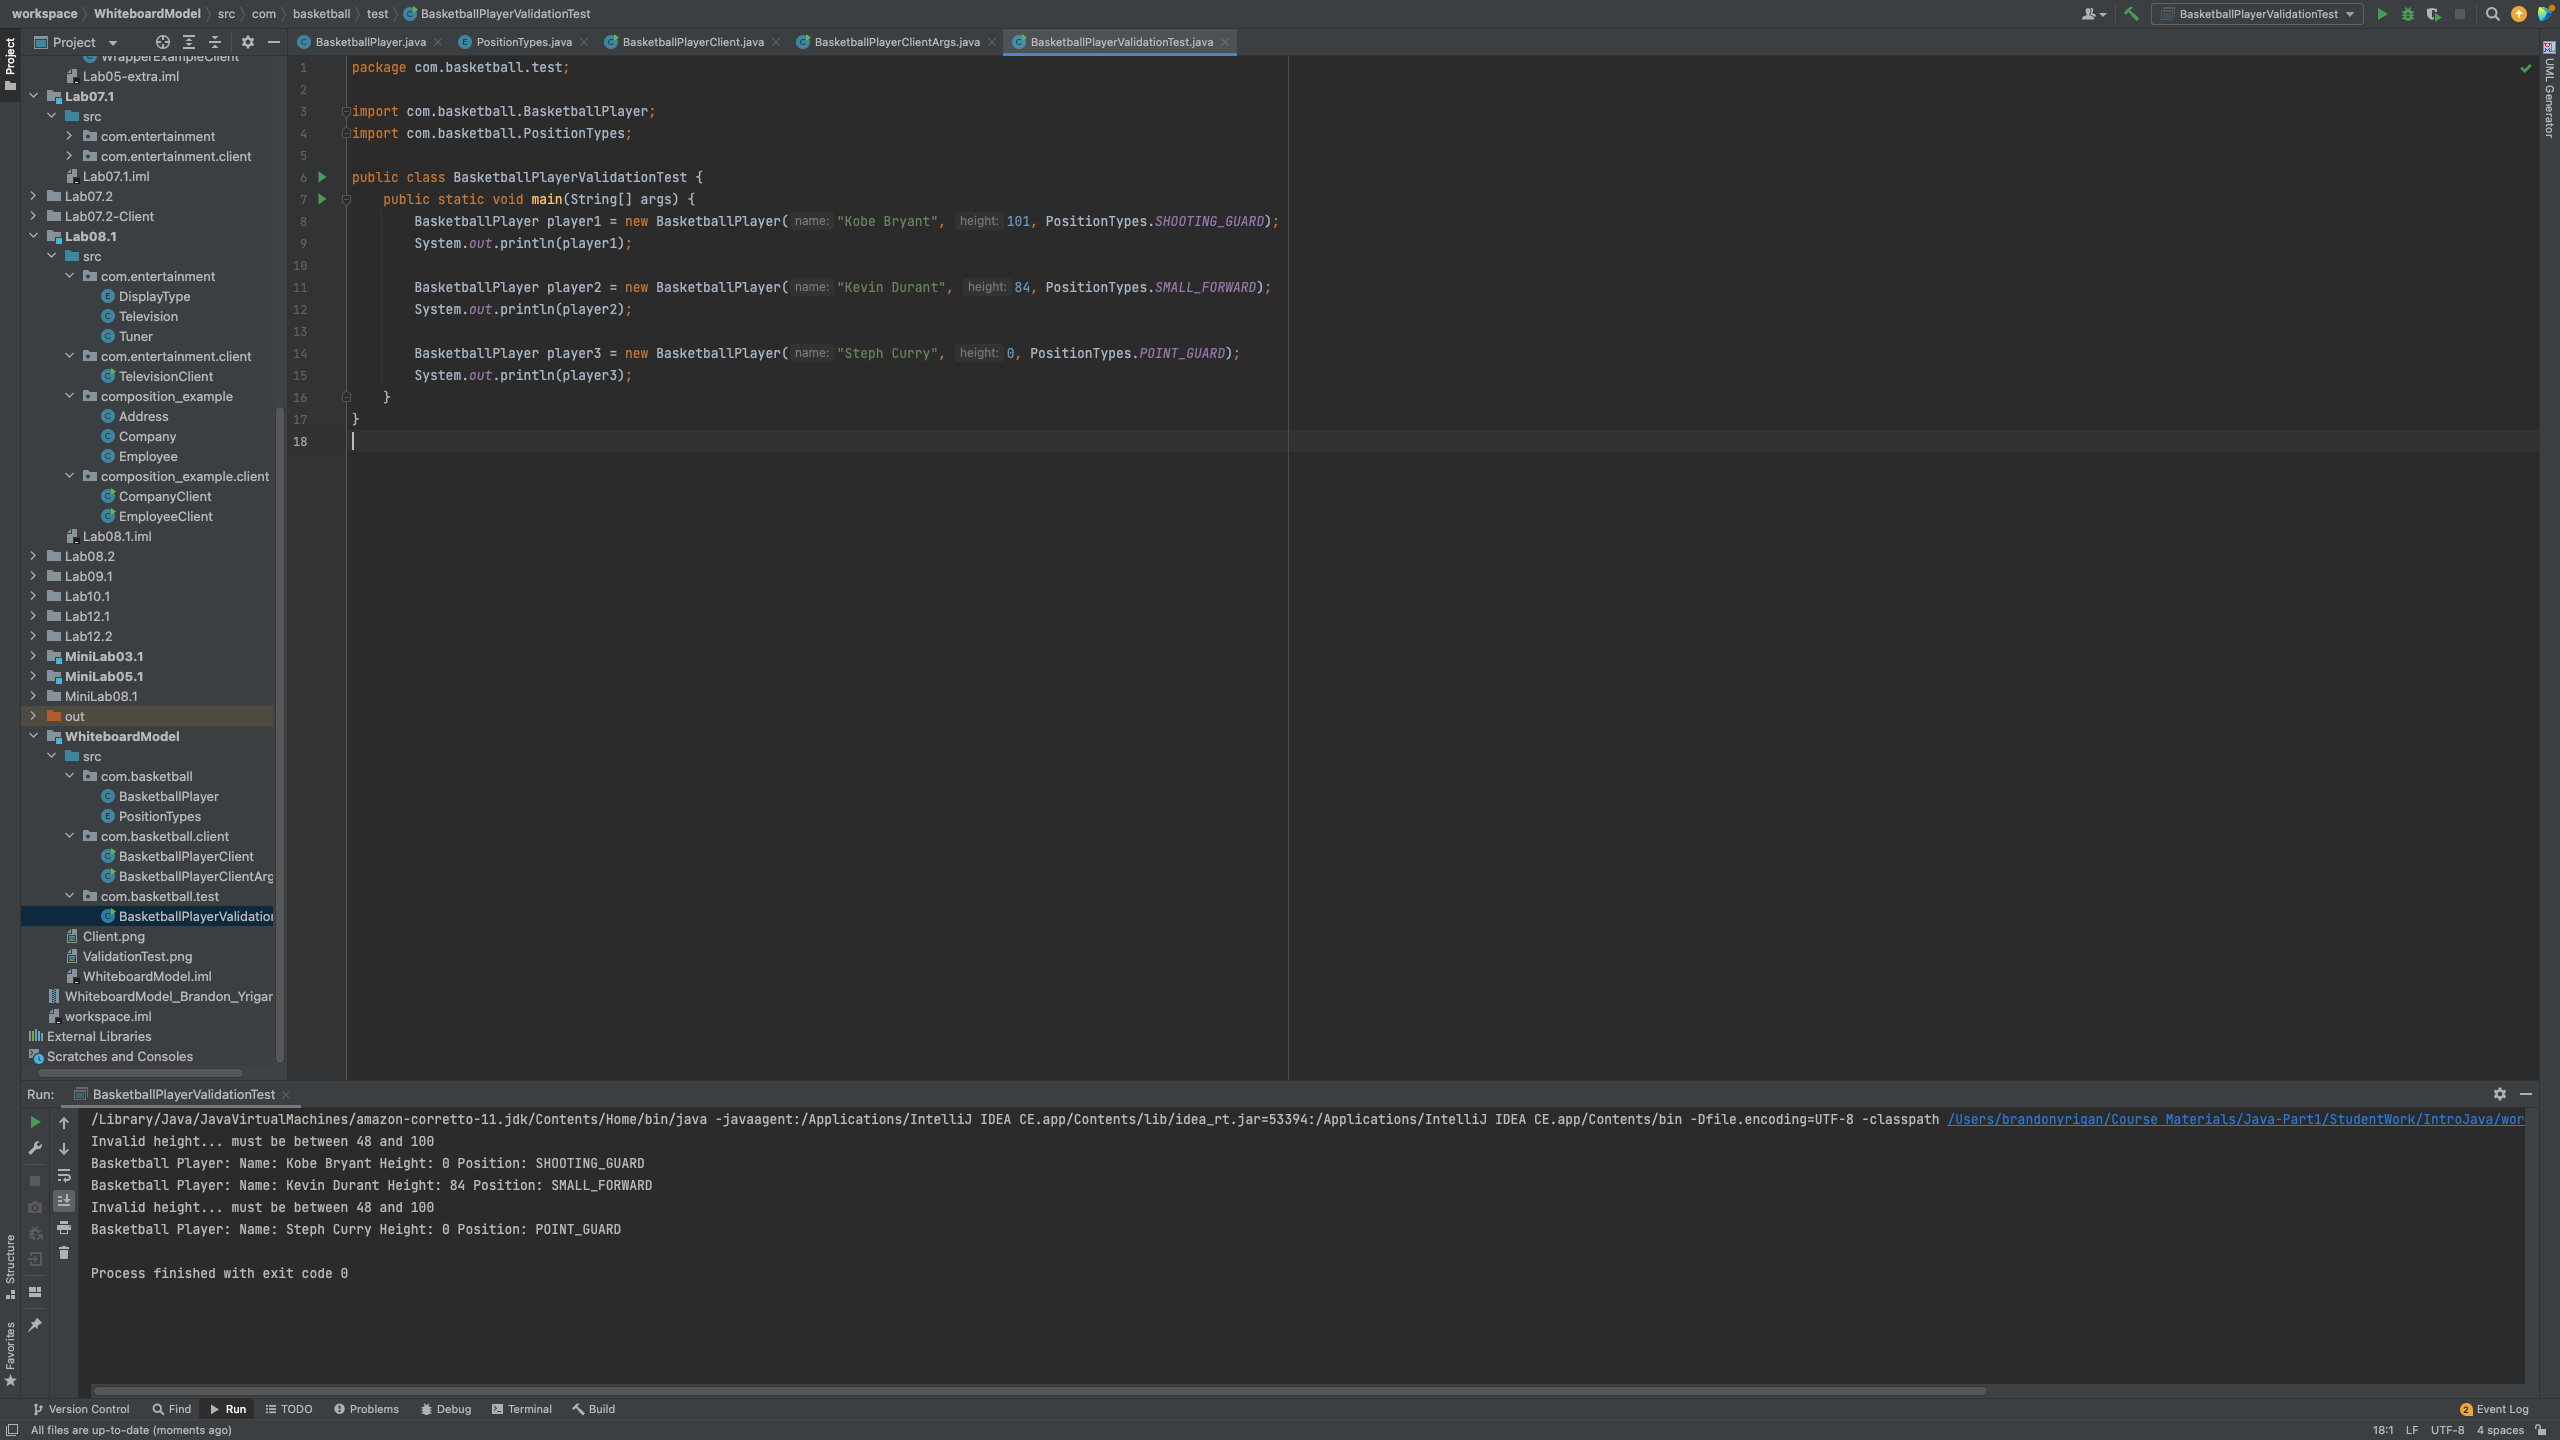 workspace WhiteboardModel src com basketball test BasketballPlayerValidationTest
BasketballPlayerValidationTest
Project
BasketballPlayer.java
PositionTypes.java
BasketballPlayerClient.java
BasketballPlayerClientArgs.java
BasketballPlayerValidationTest.java
Project
WrapperExampleClient
Lab05-extra.iml
Lab07.1
src
com.entertainment
com.entertainment.client
Lab07.1.iml
Lab07.2
Lab07.2-Client
Lab08.1
src
com.entertainment
DisplayType
Television
Tuner
com.entertainment.client
TelevisionClient
composition_example
Address
Company
Employee
composition_example.client
CompanyClient
EmployeeClient
Lab08.1.iml
Lab08.2
Lab09.1
Lab10.1
Lab12.1
Lab12.2
MiniLab03.1
MiniLab05.1
MiniLab08.1
out
WhiteboardModel
src
com.basketball
BasketballPlayer
PositionTypes
com.basketball.client
BasketballPlayerClient
BasketballPlayerClientArg
com.basketball.test
BasketballPlayerValidation
Client.png
ValidationTest.png
WhiteboardModel.iml
WhiteboardModel_Brandon_Yrigar
workspace.iml
External Libraries
Scratches and Consoles
1 package com.basketball.test;
2
3 import com.basketball.BasketballPlayer;
4 import com.basketball.PositionTypes;
5
6 public class BasketballPlayerValidationTest {
7 public static void main(String[] args) {
8 BasketballPlayer player1 = new BasketballPlayer( name: "Kobe Bryant", height: 101, PositionTypes.SHOOTING_GUARD);
9 System.out.println(player1);
10
11 BasketballPlayer player2 = new BasketballPlayer( name: "Kevin Durant", height: 84, PositionTypes.SMALL_FORWARD);
12 System.out.println(player2);
13
14 BasketballPlayer player3 = new BasketballPlayer( name: "Steph Curry", height: 0, PositionTypes.POINT_GUARD);
15 System.out.println(player3);
16 }
17 }
18
UML Generator
Run: BasketballPlayerValidationTest
/Library/Java/JavaVirtualMachines/amazon-corretto-11.jdk/Contents/Home/bin/java -javaagent:/Applications/IntelliJ IDEA CE.app/Contents/lib/idea_rt.jar=53394:/Applications/IntelliJ IDEA CE.app/Contents/bin -Dfile.encoding=UTF-8 -classpath /Users/brandonyrigan/Course Materials/Java-Part1/StudentWork/IntroJava/wor
Invalid height... must be between 48 and 100
Basketball Player: Name: Kobe Bryant Height: 0 Position: SHOOTING_GUARD
Basketball Player: Name: Kevin Durant Height: 84 Position: SMALL_FORWARD
Invalid height... must be between 48 and 100
Basketball Player: Name: Steph Curry Height: 0 Position: POINT_GUARD
Process finished with exit code 0
Structure
Favorites
Version Control Find Run TODO Problems Debug Terminal Build
2 Event Log
All files are up-to-date (moments ago)
18:1 LF UTF-8 4 spaces